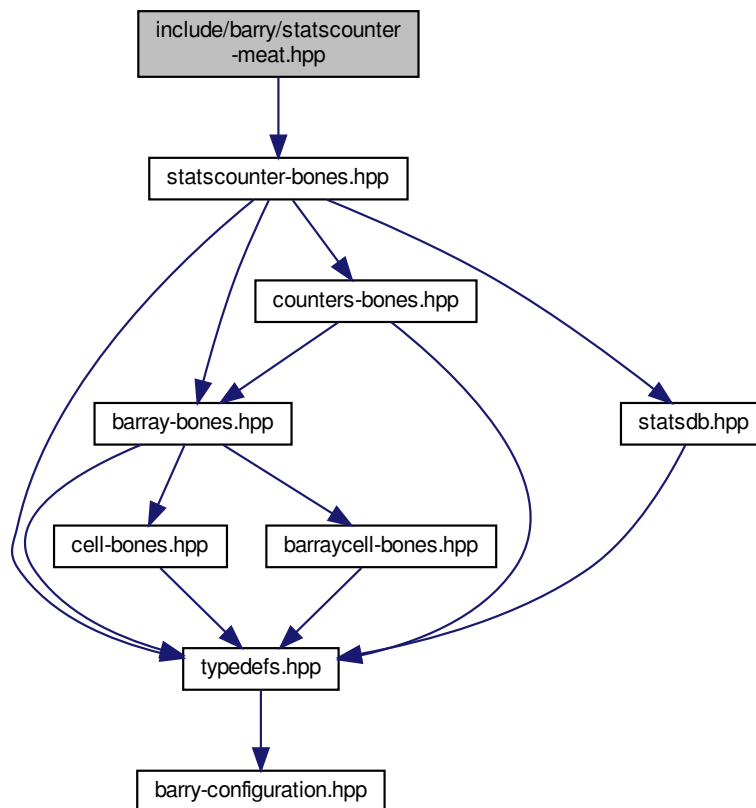 include/barry/statscounter
-meat.hpp
statscounter-bones.hpp
counters-bones.hpp
barray-bones.hpp
statsdb.hpp
cell-bones.hpp
barraycell-bones.hpp
typedefs.hpp
barry-configuration.hpp